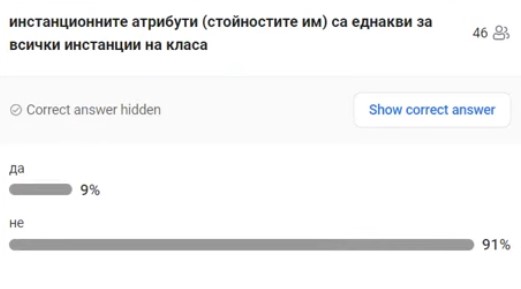 инстанционните атрибути (стойностите им) са еднакви за
всички инстанции на класа
46
Correct answer hidden
Show correct answer
да
9%
не
91%